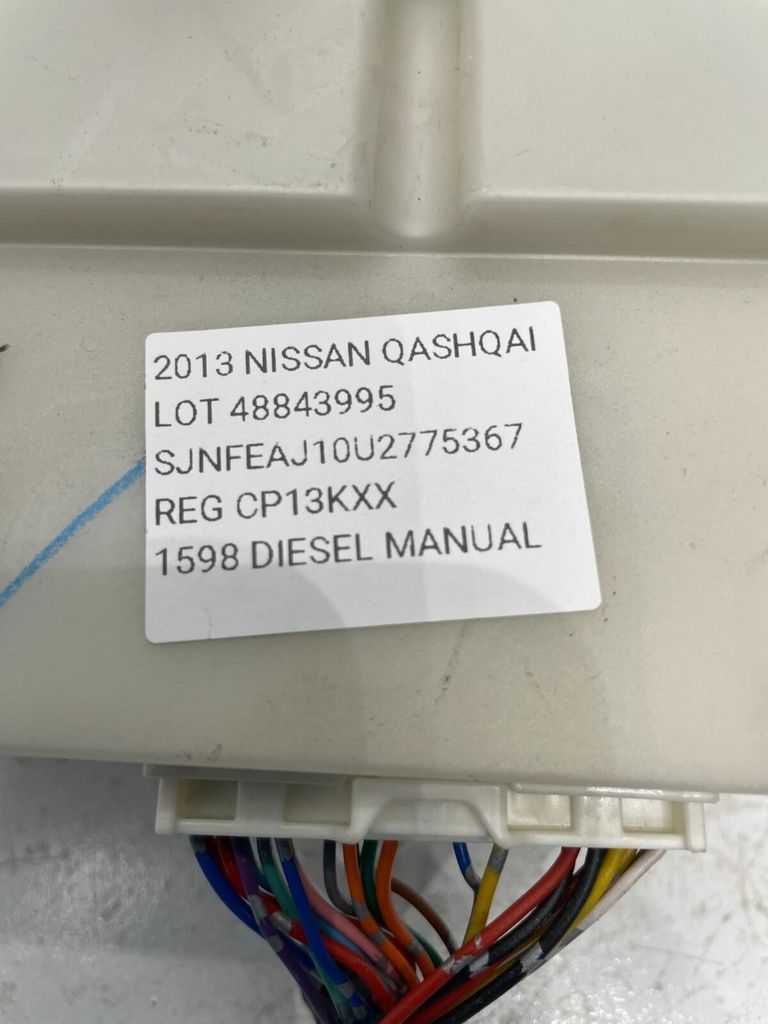 2013 NISSAN QASHQAI
LOT 48843995
SJNFEAJ10U2775367
REG CP13KXX
1598 DIESEL MANUAL